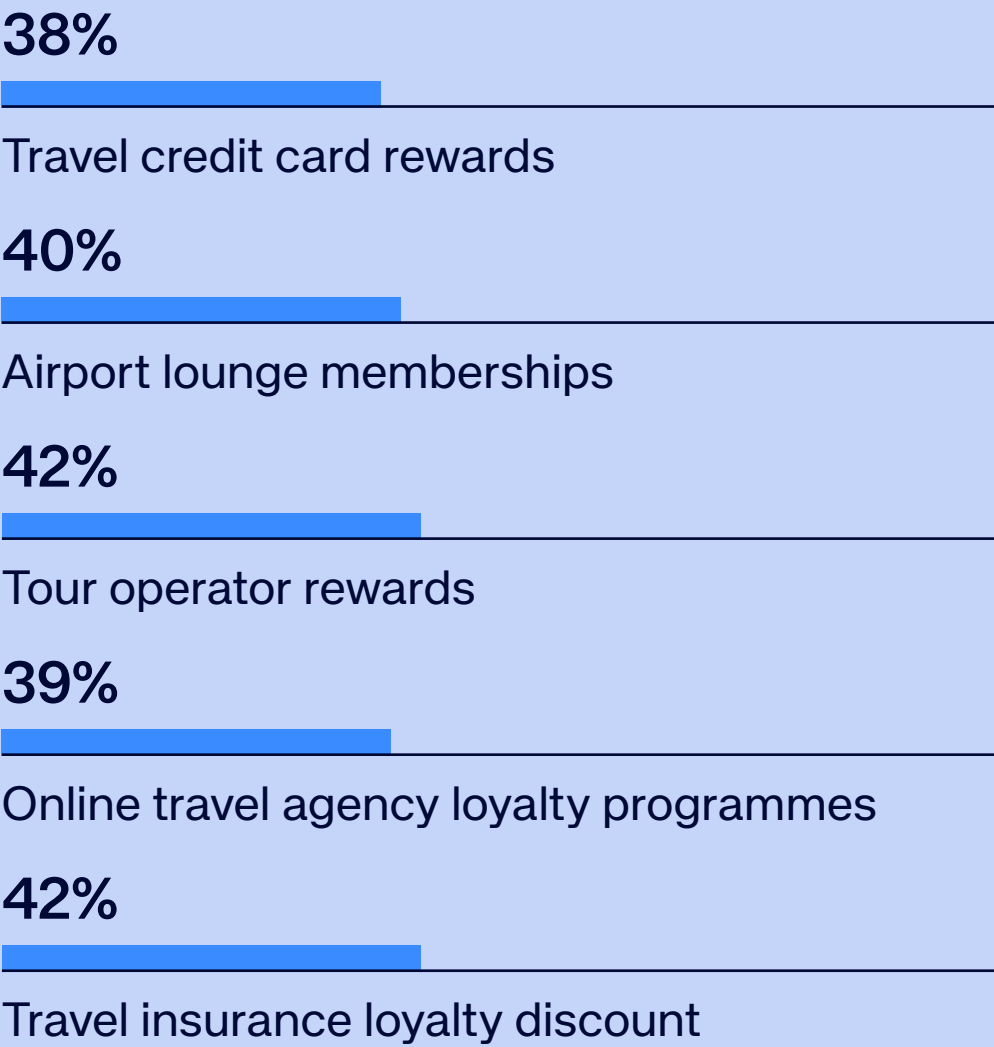 38%
Travel credit card rewards
40%
Airport lounge memberships
42%
Tour operator rewards
39%
Online travel agency loyalty programmes
42%
Travel insurance loyalty discount